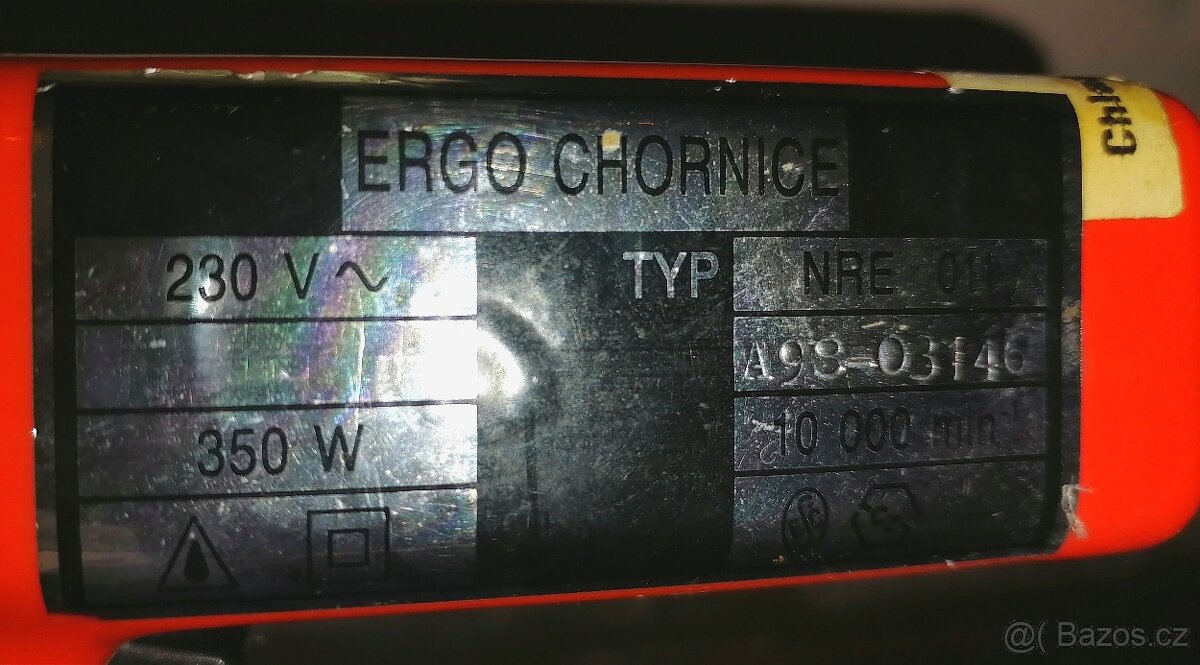 ERGO CHORNICE
230 V ~
TYP NRE 011
A98-03146
350 W
10 000 min⁻¹
@( Bazos.cz